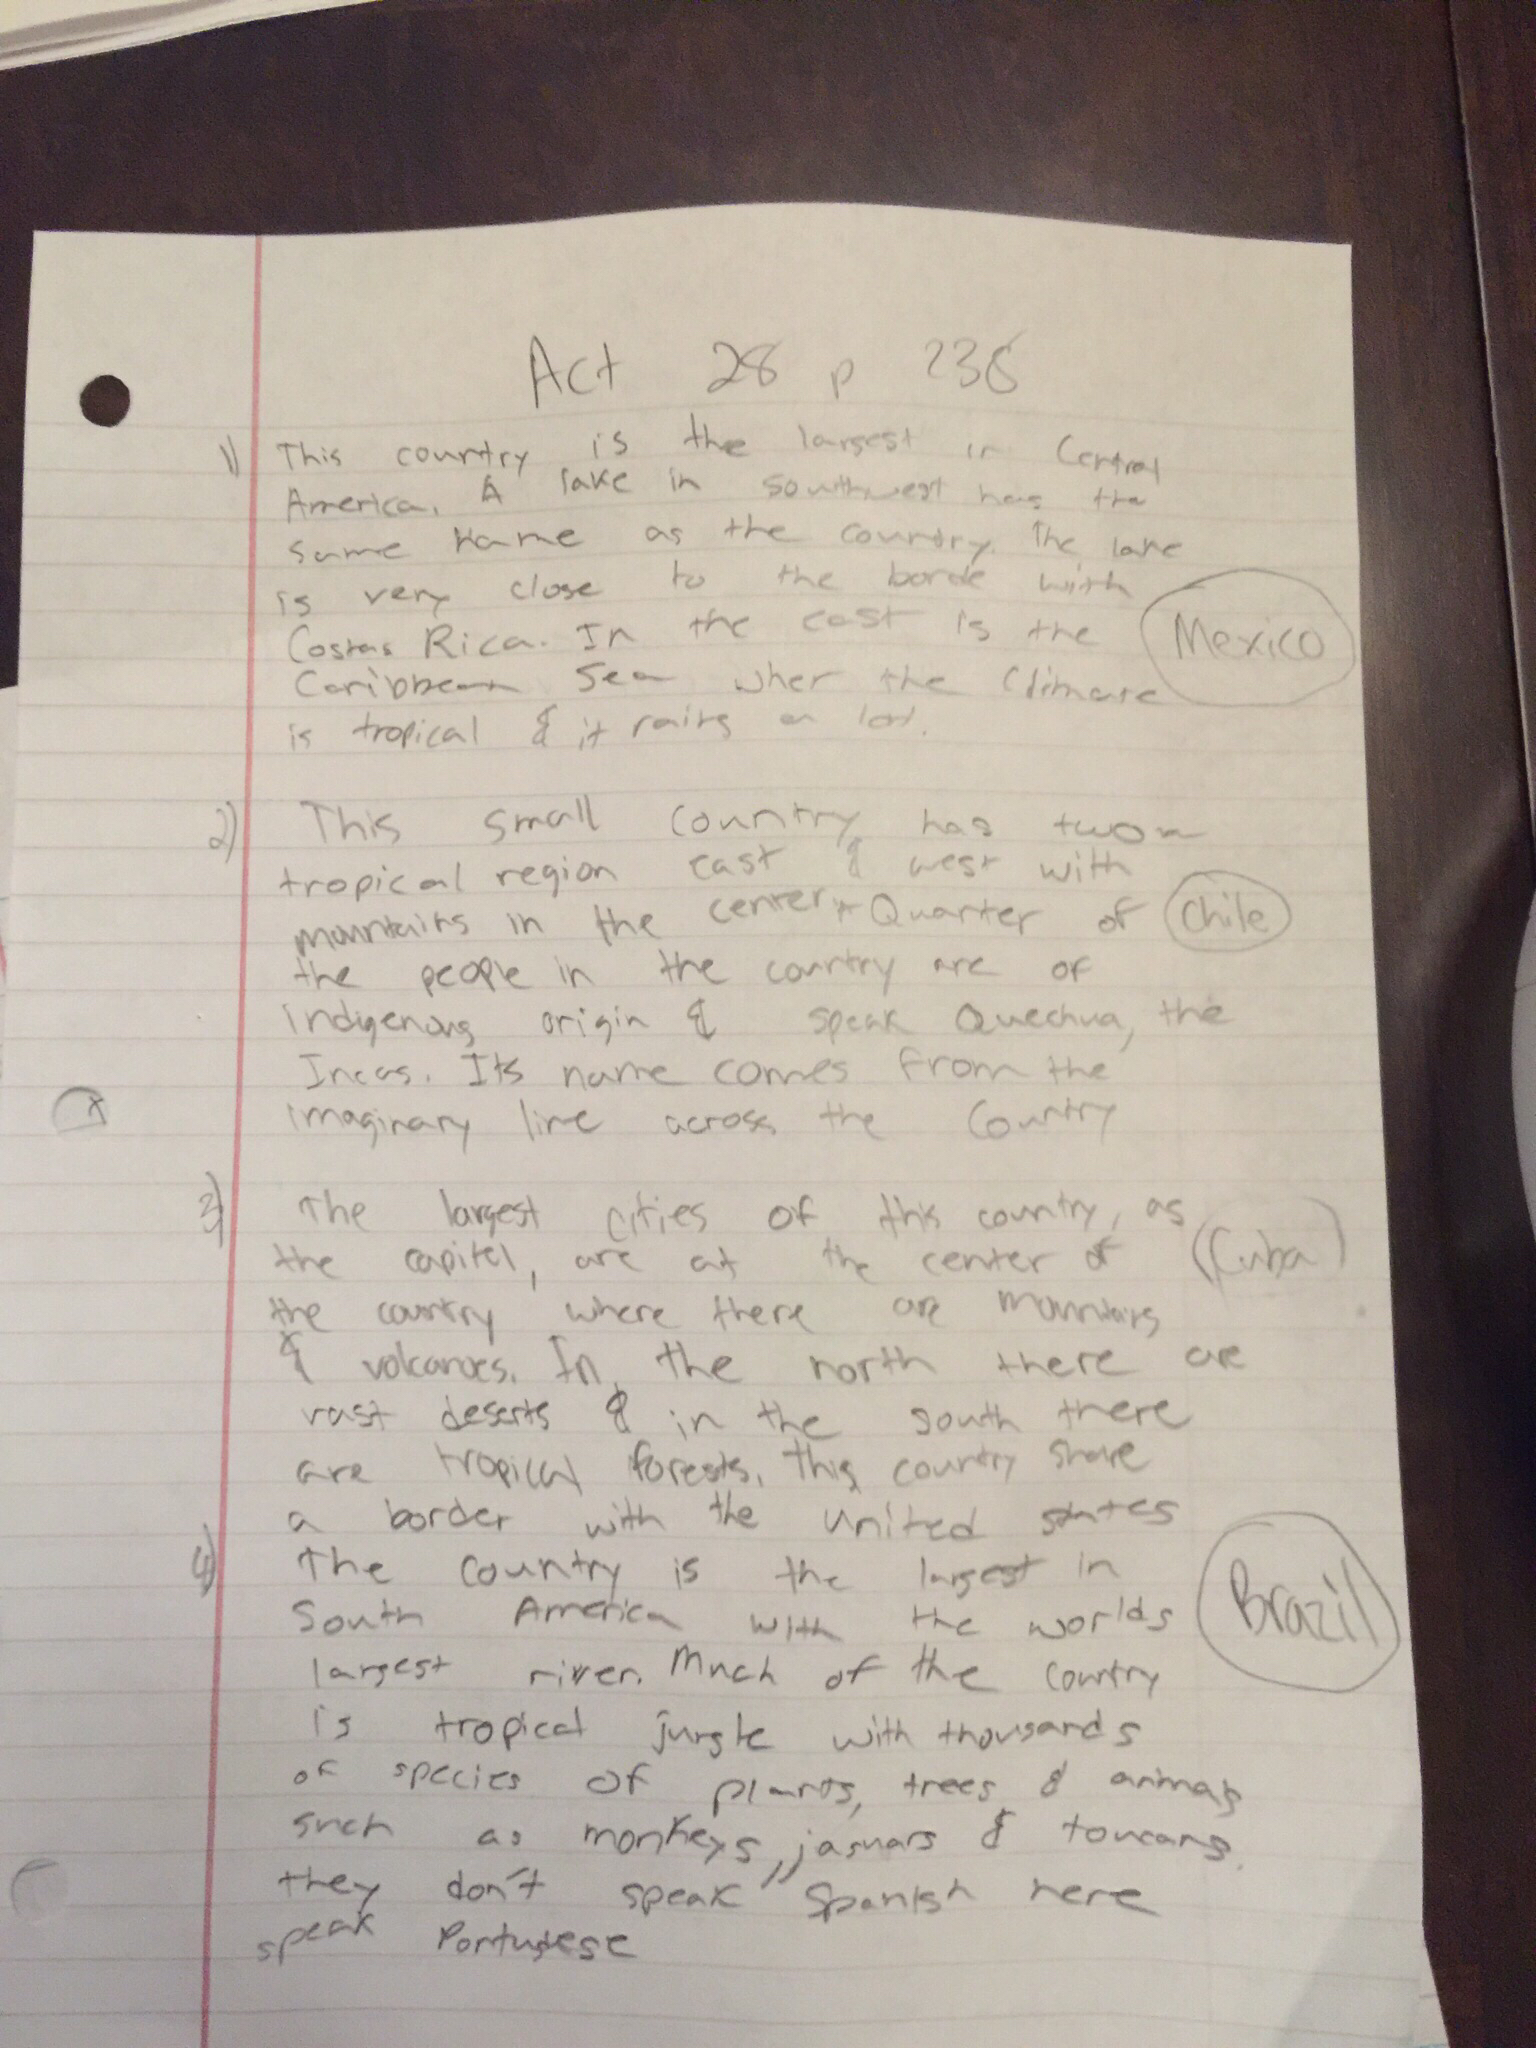 Act 28 p 236
1) This country is the largest in Central
America. A lake in southwest has the
same name as the country. The lake
is very close to the borde with
Costas Rica. In the east is the
Mexico
Caribbean Sea wher the Climate
is tropical & it rains a lot.
2) This small country has two
tropical region east & west with
mountains in the center. Quarter of
Chile
the people in the country are of
indigenous origin & speak Quechua, the
Incas. Its name comes from the
imaginary line across the Country
3) The largest cities of this country, as
the capitel, are at the center of
(Cuba)
the country where there are mountains
& volcanoes. In the north there are
vast deserts & in the south there
are tropical forests. This country share
a border with the United states
4) The country is the largest in
South America with the worlds
Brazil
largest river. Much of the country
is tropical jungle with thousands
of species of plants, trees & animals
such as monkeys, jaguars & toucans.
they don't speak "Spanish here
speak Portugese